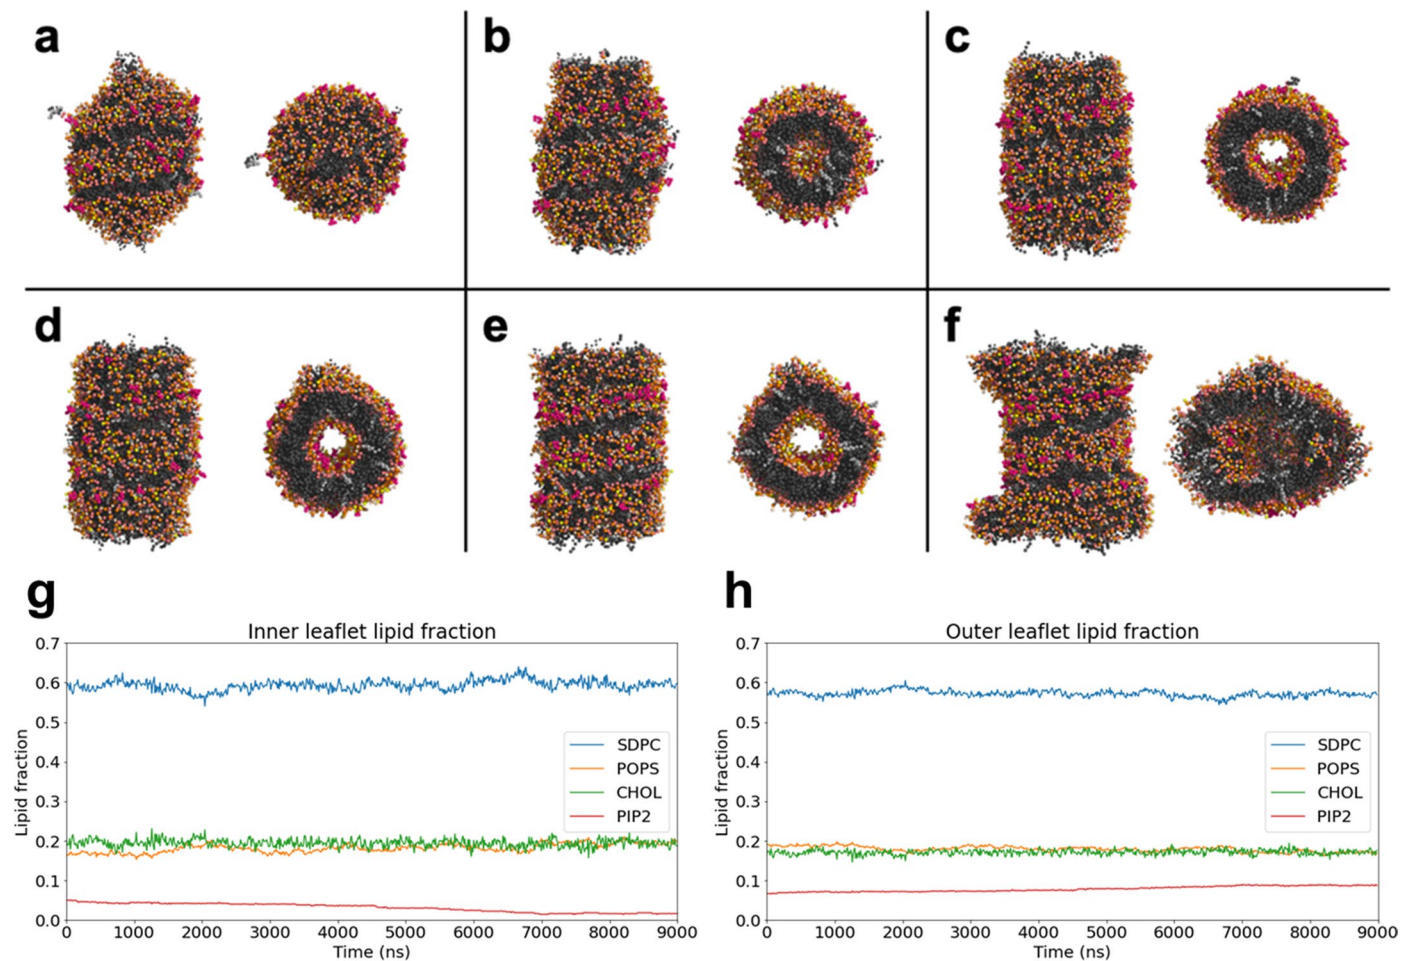 a
b
c
d
e
f
g
h
Inner leaflet lipid fraction
Lipid fraction
0.7
0.6
0.5
0.4
0.3
0.2
0.1
0.0
SDPC
POPS
CHOL
PIP2
0 1000 2000 3000 4000 5000 6000 7000 8000 9000
Time (ns)
Outer leaflet lipid fraction
Lipid fraction
0.7
0.6
0.5
0.4
0.3
0.2
0.1
0.0
SDPC
POPS
CHOL
PIP2
0 1000 2000 3000 4000 5000 6000 7000 8000 9000
Time (ns)